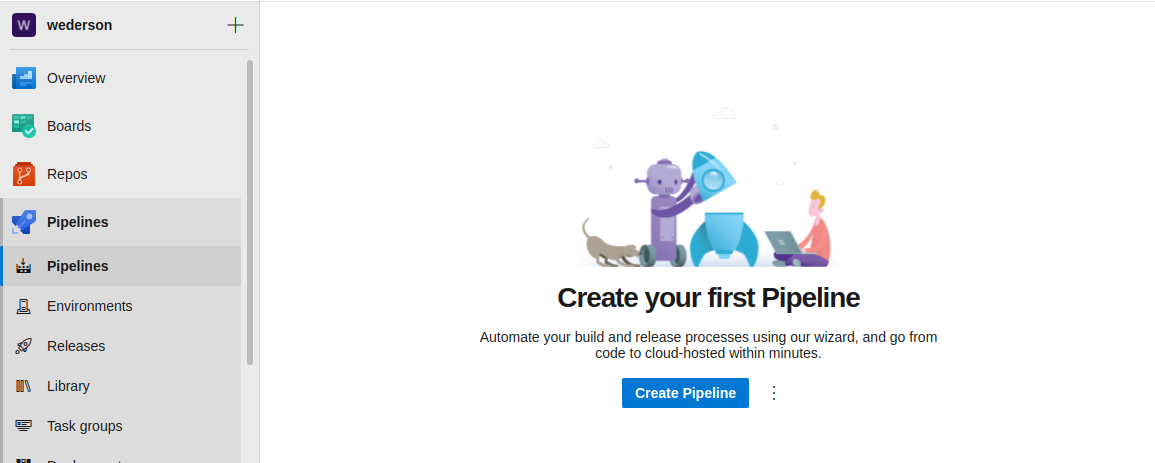 W wederson
Overview
Boards
Repos
Pipelines
Pipelines
Environments
Releases
Library
Task groups
Create your first Pipeline
Automate your build and release processes using our wizard, and go from
code to cloud-hosted within minutes.
Create Pipeline